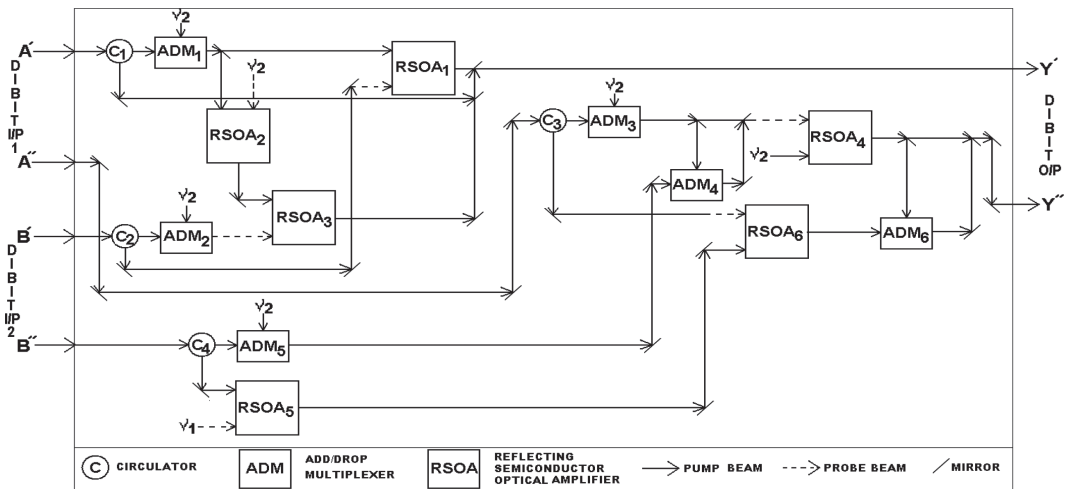 ν2
A′
C1
ADM1
RSOA1
Y′
DIBIT I/P 1
ν2
RSOA2
ν2
C3
ADM3
RSOA4
DIBIT O/P
A″
ν2
ADM4
ν2
RSOA3
Y″
B′
C2
ADM2
RSOA6
ADM6
DIBIT I/P 2
ν2
B″
C4
ADM5
RSOA5
ν1
C CIRCULATOR
ADM ADD/DROP
MULTIPLEXER
RSOA REFLECTING
SEMICONDUCTOR
OPTICAL AMPLIFIER
PUMP BEAM
PROBE BEAM
MIRROR